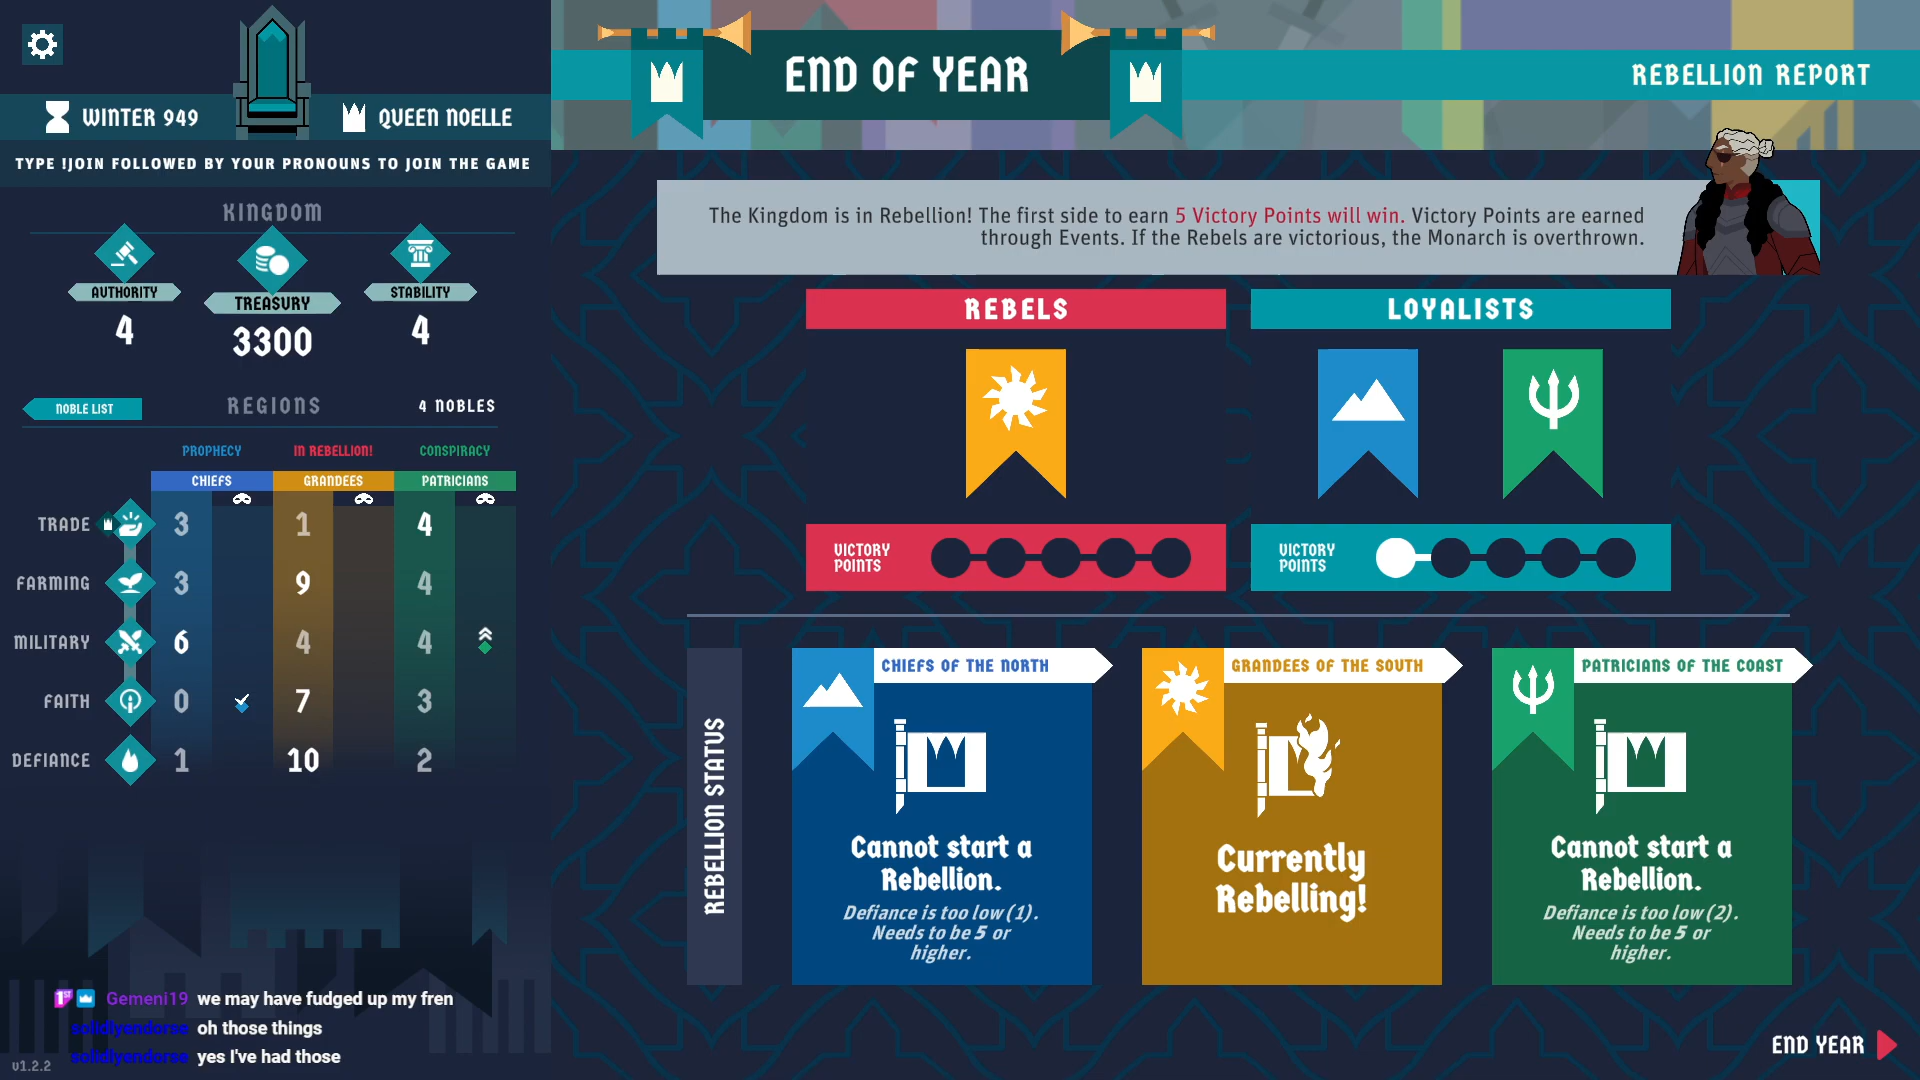 END OF YEAR
REBELLION REPORT
WINTER 949
QUEEN NOELLE
TYPE !JOIN FOLLOWED BY YOUR PRONOUNS TO JOIN THE GAME
KINGDOM
AUTHORITY
TREASURY
STABILITY
4
3300
4
NOBLE LIST
REGIONS
4 NOBLES
PROPHECY
IN REBELLION!
CONSPIRACY
CHIEFS
GRANDEES
PATRICIANS
TRADE 3 1 4
FARMING 3 9 4
MILITARY 6 4 4
FAITH 0 7 3
DEFIANCE 1 10 2
1ST Gemeni19 we may have fudged up my fren
solidlyendorse oh those things
solidlyendorse yes I've had those
v1.2.2
The Kingdom is in Rebellion! The first side to earn 5 Victory Points will win. Victory Points are earned
through Events. If the Rebels are victorious, the Monarch is overthrown.
REBELS
LOYALISTS
VICTORY
POINTS
VICTORY
POINTS
REBELLION STATUS
CHIEFS OF THE NORTH
Cannot start a
Rebellion.
Defiance is too low (1).
Needs to be 5 or
higher.
GRANDEES OF THE SOUTH
Currently
Rebelling!
PATRICIANS OF THE COAST
Cannot start a
Rebellion.
Defiance is too low (2).
Needs to be 5 or
higher.
END YEAR